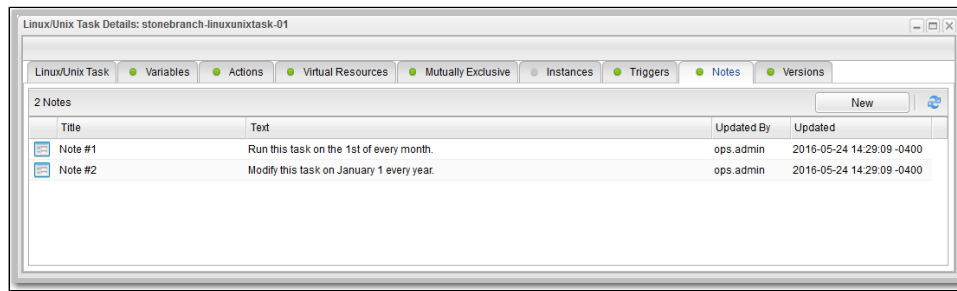 Linux/Unix Task Details: stonebranch-linuxunixtask-01
Linux/Unix Task Variables Actions Virtual Resources Mutually Exclusive Instances Triggers Notes Versions
2 Notes New
Title Text Updated By Updated
Note #1 Run this task on the 1st of every month. ops.admin 2016-05-24 14:29:09 -0400
Note #2 Modify this task on January 1 every year. ops.admin 2016-05-24 14:29:09 -0400